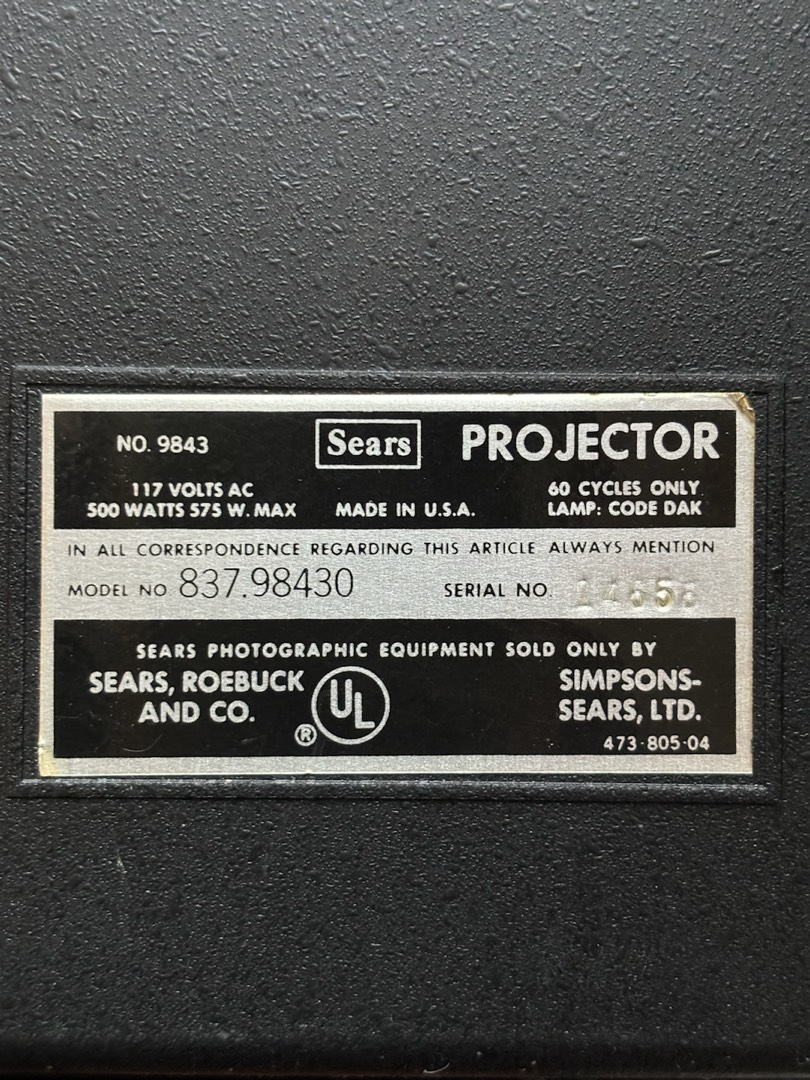 NO. 9843 Sears PROJECTOR
117 VOLTS AC 60 CYCLES ONLY
500 WATTS 575 W. MAX MADE IN U.S.A. LAMP: CODE DAK
IN ALL CORRESPONDENCE REGARDING THIS ARTICLE ALWAYS MENTION
MODEL NO 837.98430 SERIAL NO.
SEARS PHOTOGRAPHIC EQUIPMENT SOLD ONLY BY
SEARS, ROEBUCK SIMPSONS-
AND CO. ® UL SEARS, LTD.
473-805-04